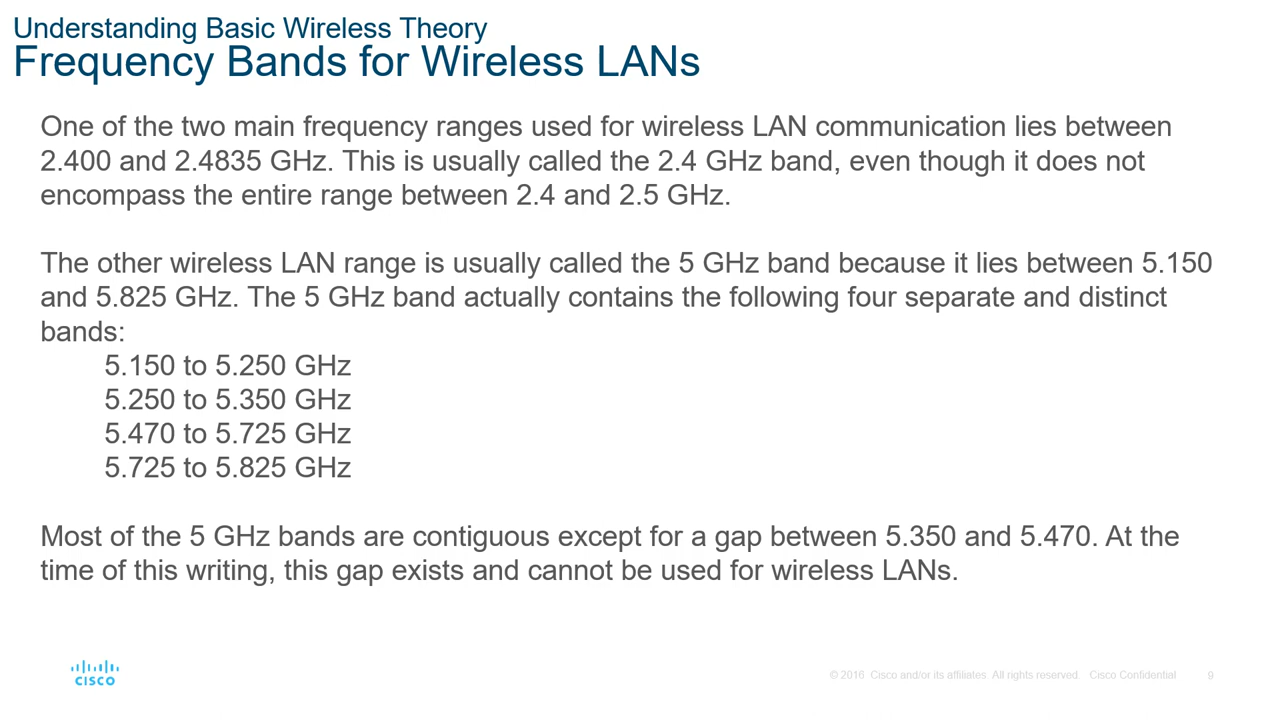 Understanding Basic Wireless Theory
Frequency Bands for Wireless LANs
One of the two main frequency ranges used for wireless LAN communication lies between
2.400 and 2.4835 GHz. This is usually called the 2.4 GHz band, even though it does not
encompass the entire range between 2.4 and 2.5 GHz.
The other wireless LAN range is usually called the 5 GHz band because it lies between 5.150
and 5.825 GHz. The 5 GHz band actually contains the following four separate and distinct
bands:
5.150 to 5.250 GHz
5.250 to 5.350 GHz
5.470 to 5.725 GHz
5.725 to 5.825 GHz
Most of the 5 GHz bands are contiguous except for a gap between 5.350 and 5.470. At the
time of this writing, this gap exists and cannot be used for wireless LANs.
CISCO
© 2016 Cisco and/or its affiliates. All rights reserved. Cisco Confidential 9